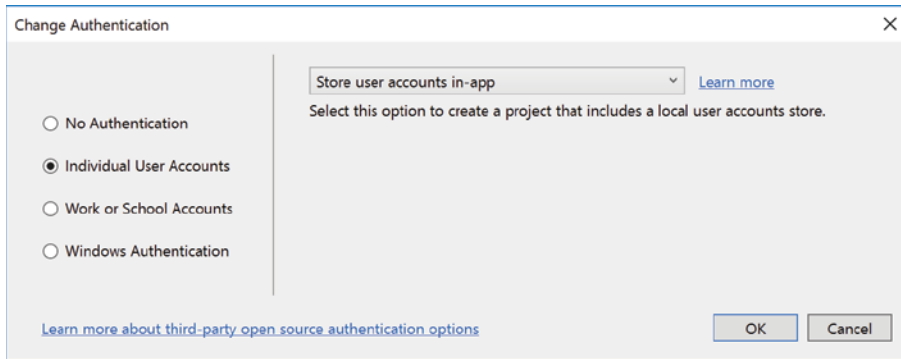 Change Authentication
No Authentication
Individual User Accounts
Work or School Accounts
Windows Authentication
Store user accounts in-app
Learn more
Select this option to create a project that includes a local user accounts store.
Learn more about third-party open source authentication options
OK
Cancel